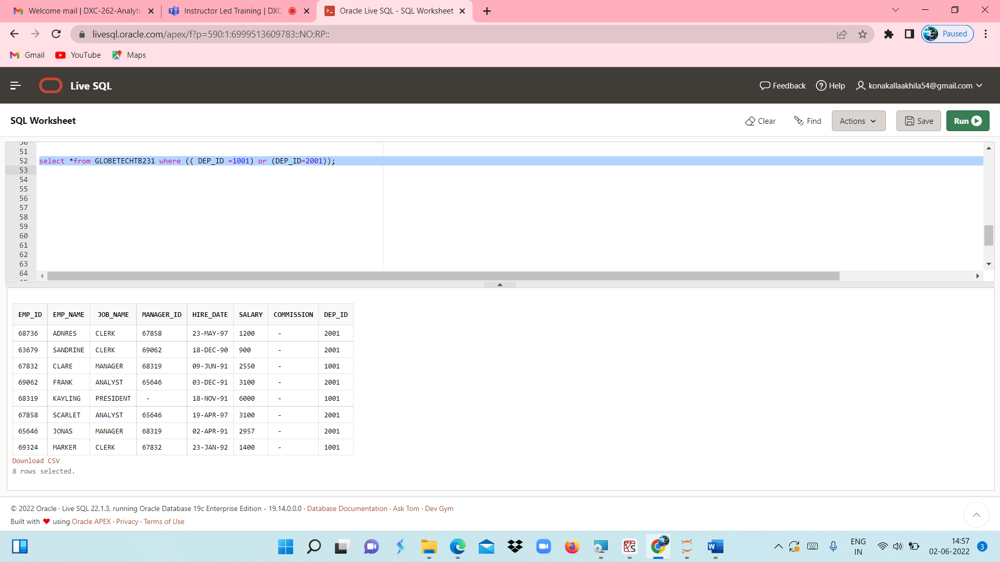 Welcome mail | DXC-262-Analytic
Instructor Led Training | DXC
Oracle Live SQL - SQL Worksheet
livesql.oracle.com/apex/f?p=590:1:6999513609783::NO:RP::
Paused
Gmail YouTube Maps
Live SQL
Feedback Help konakallaakhila54@gmail.com
SQL Worksheet
Clear Find Actions Save Run
50
51
52 select *from GLOBETECHTB231 where (( DEP_ID =1001) or (DEP_ID=2001));
53
54
55
56
57
58
59
60
61
62
63
64
65
EMP_ID EMP_NAME JOB_NAME MANAGER_ID HIRE_DATE SALARY COMMISSION DEP_ID
68736 ADNRES CLERK 67858 23-MAY-97 1200 - 2001
63679 SANDRINE CLERK 69062 18-DEC-90 900 - 2001
67832 CLARE MANAGER 68319 09-JUN-91 2550 - 1001
69062 FRANK ANALYST 65646 03-DEC-91 3100 - 2001
68319 KAYLING PRESIDENT - 18-NOV-91 6000 - 1001
67858 SCARLET ANALYST 65646 19-APR-97 3100 - 2001
65646 JONAS MANAGER 68319 02-APR-91 2957 - 2001
69324 MARKER CLERK 67832 23-JAN-92 1400 - 1001
Download CSV
8 rows selected.
© 2022 Oracle · Live SQL 22.1.3, running Oracle Database 19c Enterprise Edition - 19.14.0.0.0 · Database Documentation · Ask Tom · Dev Gym
Built with ❤ using Oracle APEX · Privacy · Terms of Use
ENG
IN
14:57
02-06-2022
3